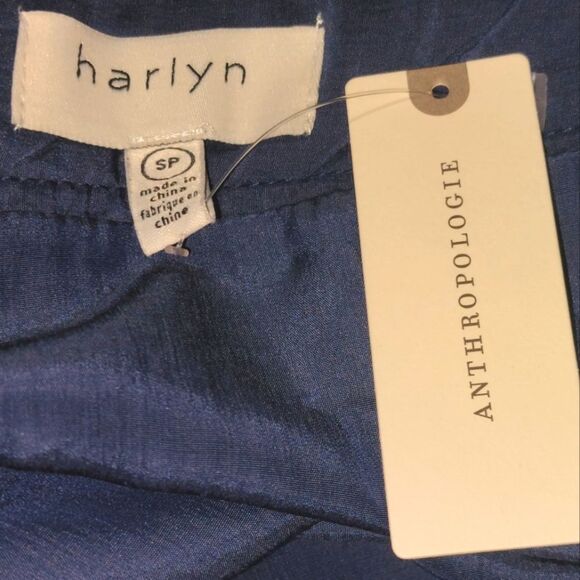 harlyn
SP
made in
china
fabriqué en
chine
ANTHROPOLOGIE